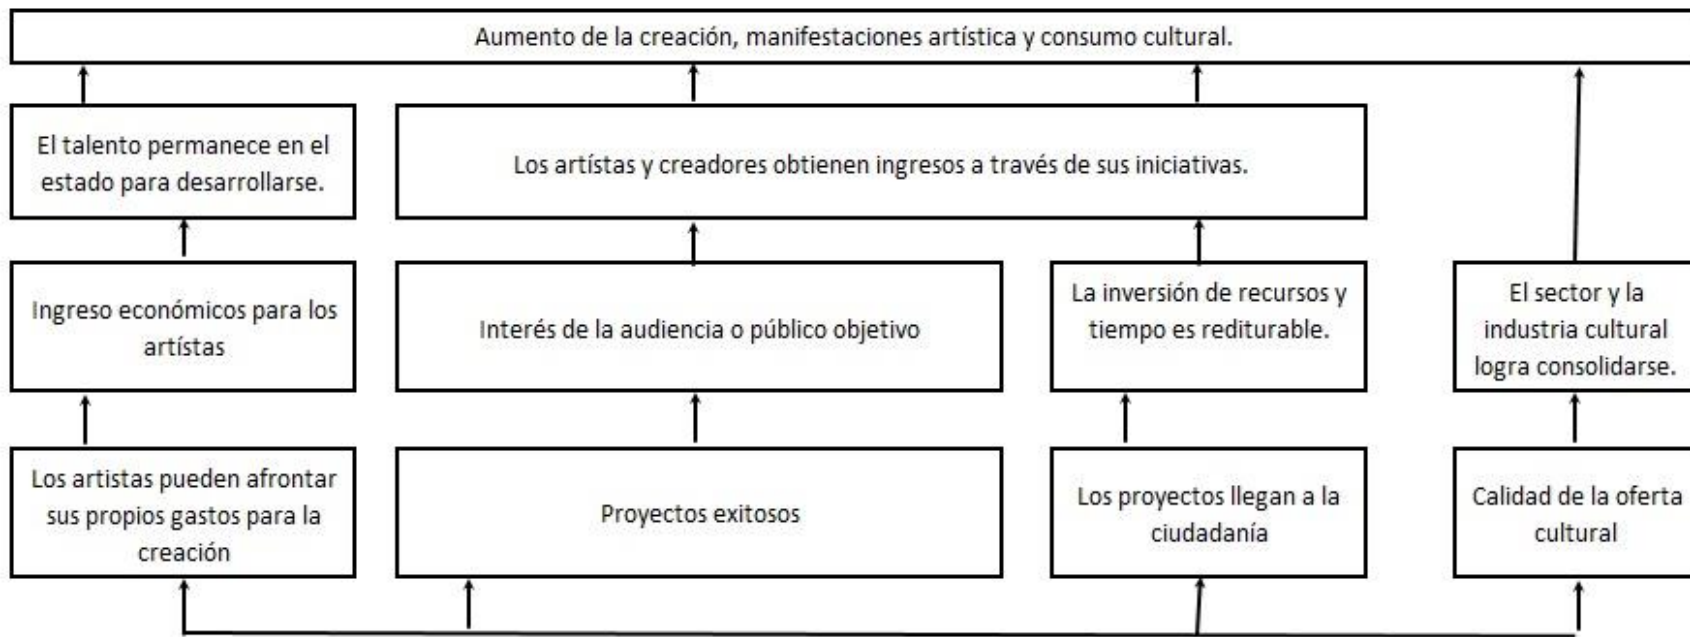 Aumento de la creación, manifestaciones artística y consumo cultural.
El talento permanece en el
estado para desarrollarse.
Los artístas y creadores obtienen ingresos a través de sus iniciativas.
Ingreso económicos para los
artístas
Interés de la audiencia o público objetivo
La inversión de recursos y
tiempo es rediturable.
El sector y la
industria cultural
logra consolidarse.
Los artistas pueden afrontar
sus propios gastos para la
creación
Proyectos exitosos
Los proyectos llegan a la
ciudadanía
Calidad de la oferta
cultural